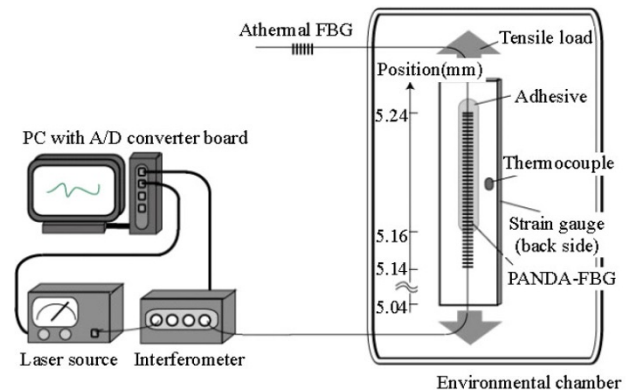 Athermal FBG
Tensile load
Position(mm)
Adhesive
5.24
PC with A/D converter board
Thermocouple
Strain gauge
(back side)
5.16
PANDA-FBG
5.14
5.04
Laser source
Interferometer
Environmental chamber